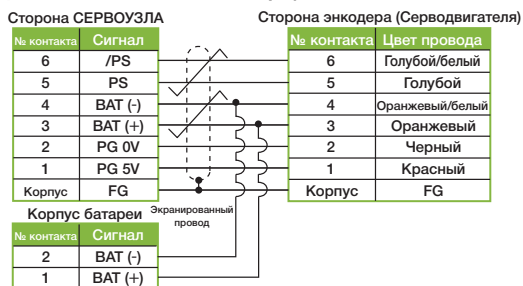 Сторона СЕРВОУЗЛА
Сторона энкодера (Серводвигателя)
№ контакта Сигнал
№ контакта Цвет провода
6 /PS 6 Голубой/белый
5 PS 5 Голубой
4 BAT (-) 4 Оранжевый/белый
3 BAT (+) 3 Оранжевый
2 PG 0V 2 Черный
1 PG 5V 1 Красный
Корпус FG Корпус FG
Экранированный
провод
Корпус батареи
№ контакта Сигнал
2 BAT (-)
1 BAT (+)